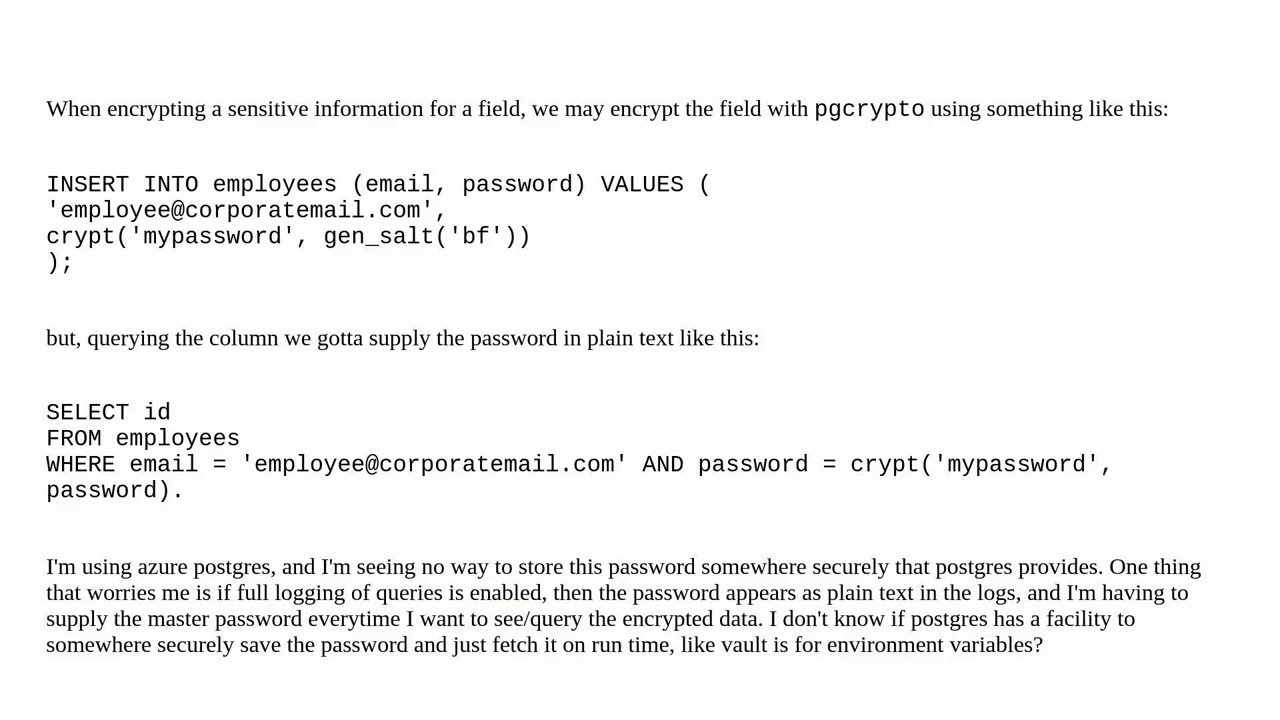 When encrypting a sensitive information for a field, we may encrypt the field with pgcrypto using something like this:
INSERT INTO employees (email, password) VALUES (
'employee@corporatemail.com',
crypt('mypassword', gen_salt('bf'))
);
but, querying the column we gotta supply the password in plain text like this:
SELECT id
FROM employees
WHERE email = 'employee@corporatemail.com' AND password = crypt('mypassword',
password).
I'm using azure postgres, and I'm seeing no way to store this password somewhere securely that postgres provides. One thing
that worries me is if full logging of queries is enabled, then the password appears as plain text in the logs, and I'm having to
supply the master password everytime I want to see/query the encrypted data. I don't know if postgres has a facility to
somewhere securely save the password and just fetch it on run time, like vault is for environment variables?